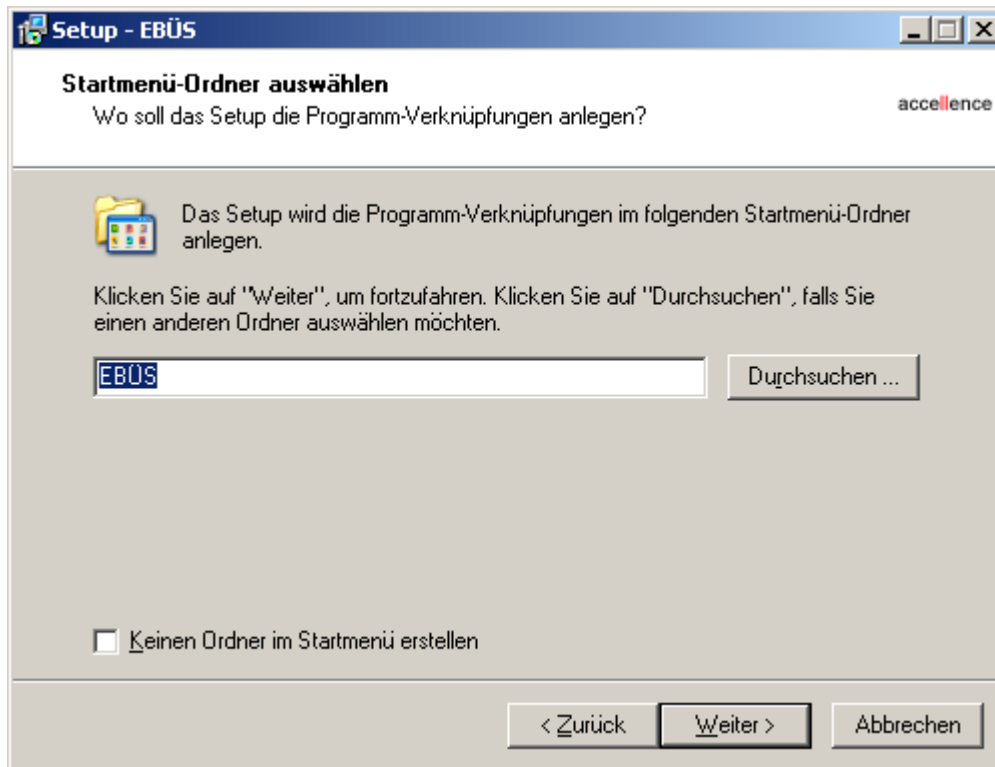 Setup - EBÜS
Startmenü-Ordner auswählen
Wo soll das Setup die Programm-Verknüpfungen anlegen?
accellence
Das Setup wird die Programm-Verknüpfungen im folgenden Startmenü-Ordner
anlegen.
Klicken Sie auf "Weiter", um fortzufahren. Klicken Sie auf "Durchsuchen", falls Sie
einen anderen Ordner auswählen möchten.
EBÜS
Durchsuchen ...
Keinen Ordner im Startmenü erstellen
< Zurück
Weiter >
Abbrechen